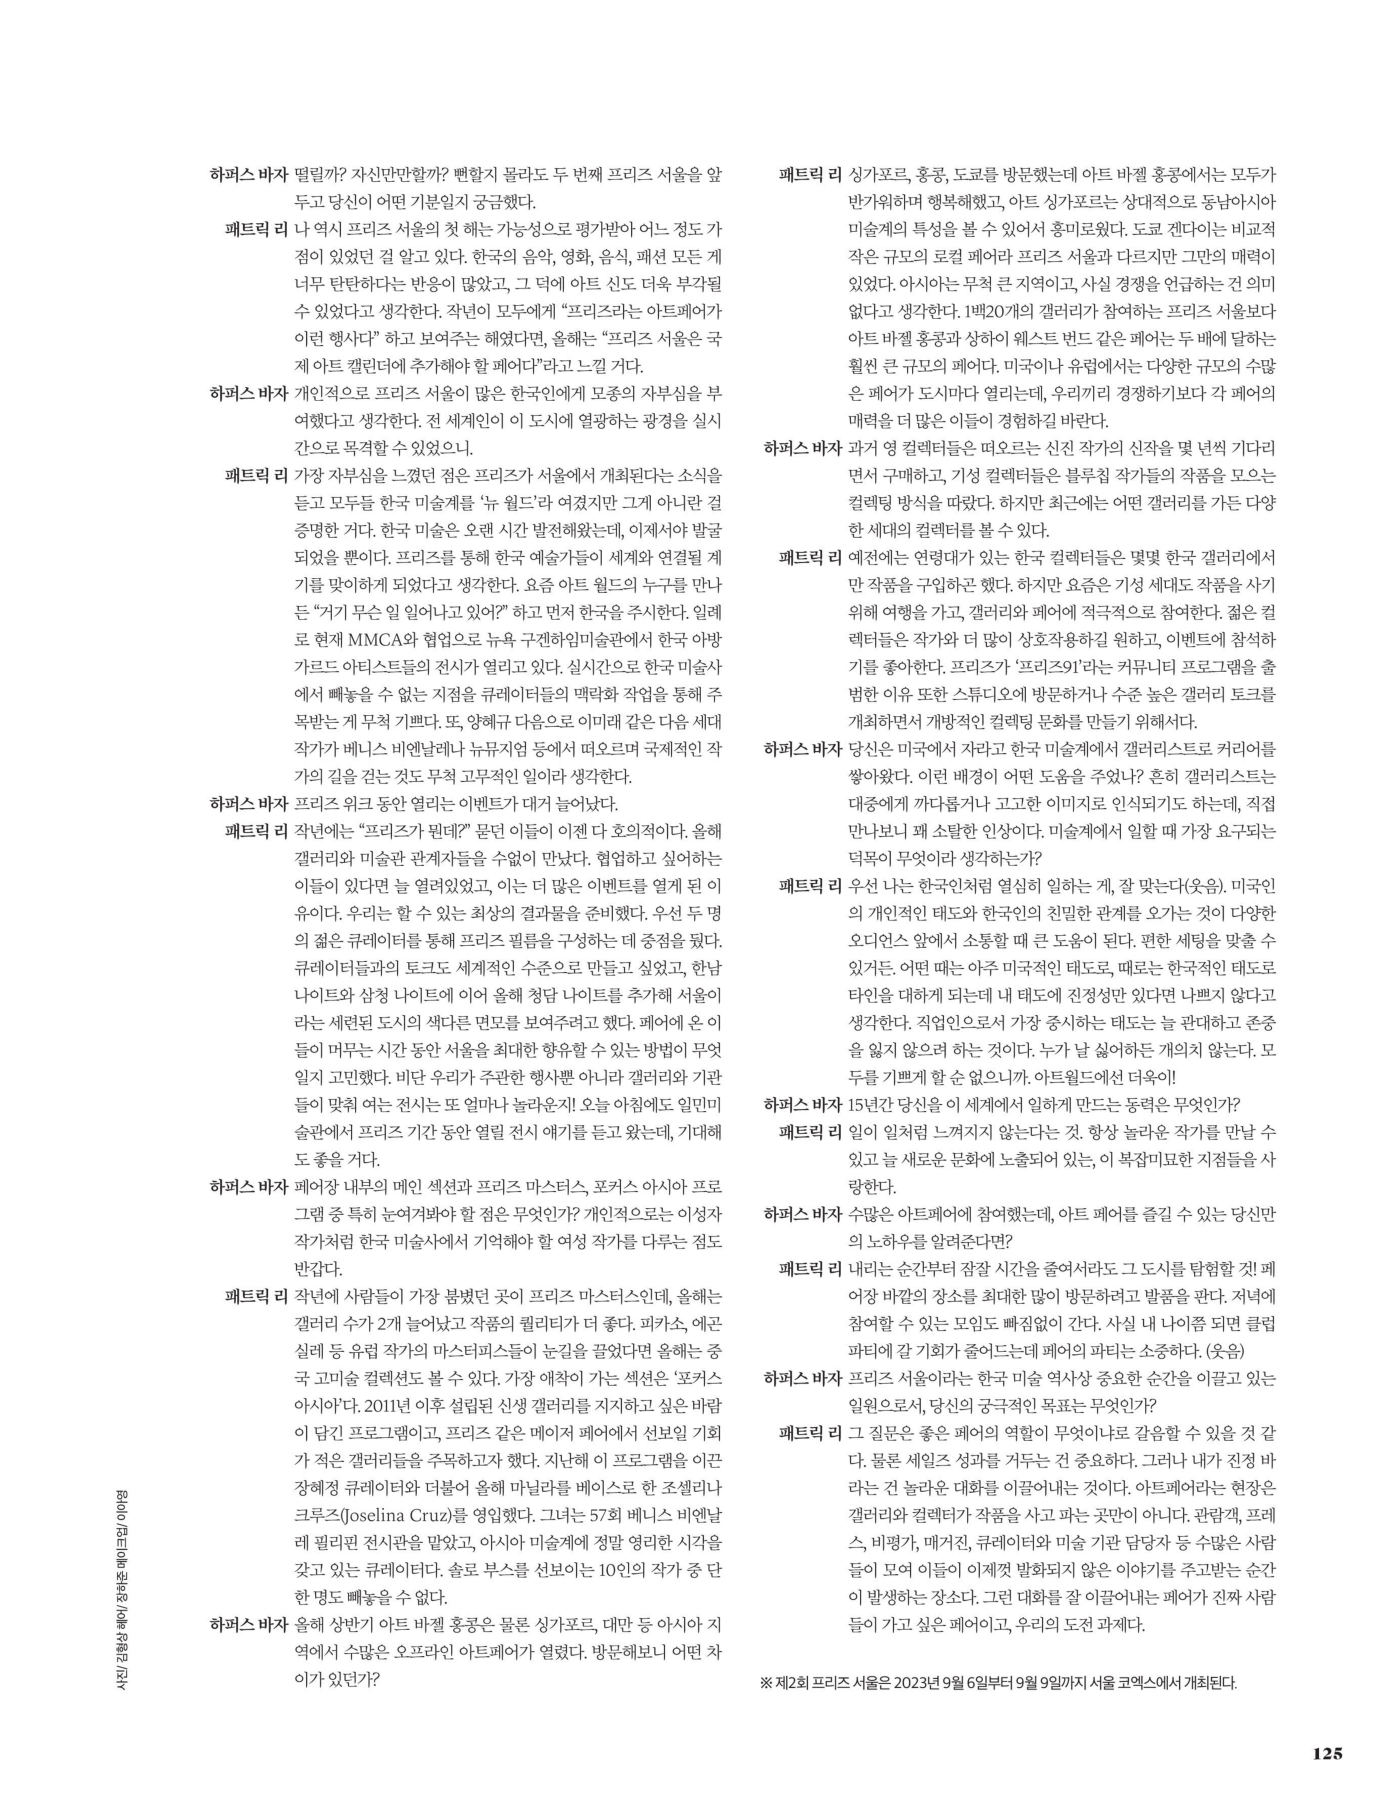 하퍼스 바자 떨릴까? 자신만만할까? 뻔할지 몰라도 두 번째 프리즈 서울을 앞
두고 당신이 어떤 기분일지 궁금했다.
패트릭 리 나 역시 프리즈 서울의 첫 해는 가능성으로 평가받아 어느 정도 가
점이 있었던 걸 알고 있다. 한국의 음악, 영화, 음식, 패션 모든 게
너무 탄탄하다는 반응이 많았고, 그 덕에 아트 신도 더욱 부각될
수 있었다고 생각한다. 작년이 모두에게 “프리즈라는 아트페어가
이런 행사다” 하고 보여주는 해였다면, 올해는 “프리즈 서울은 국
제 아트 캘린더에 추가해야 할 페어다”라고 느낄 거다.
하퍼스 바자 개인적으로 프리즈 서울이 많은 한국인에게 모종의 자부심을 부
여했다고 생각한다. 전 세계인이 이 도시에 열광하는 광경을 실시
간으로 목격할 수 있었으니.
패트릭 리 가장 자부심을 느꼈던 점은 프리즈가 서울에서 개최된다는 소식을
듣고 모두들 한국 미술계를 ‘뉴 월드’라 여겼지만 그게 아니란 걸
증명한 거다. 한국 미술은 오랜 시간 발전해왔는데, 이제서야 발굴
되었을 뿐이다. 프리즈를 통해 한국 예술가들이 세계와 연결될 계
기를 맞이하게 되었다고 생각한다. 요즘 아트 월드의 누구를 만나
든 “거기 무슨 일 일어나고 있어?” 하고 먼저 한국을 주시한다. 일례
로 현재 MMCA와 협업으로 뉴욕 구겐하임미술관에서 한국 아방
가르드 아티스트들의 전시가 열리고 있다. 실시간으로 한국 미술사
에서 빼놓을 수 없는 지점을 큐레이터들의 맥락화 작업을 통해 주
목받는 게 무척 기쁘다. 또, 양혜규 다음으로 이미래 같은 다음 세대
작가가 베니스 비엔날레나 뉴뮤지엄 등에서 떠오르며 국제적인 작
가의 길을 걷는 것도 무척 고무적인 일이라 생각한다.
하퍼스 바자 프리즈 위크 동안 열리는 이벤트가 대거 늘어났다.
패트릭 리 작년에는 “프리즈가 뭔데?” 묻던 이들이 이젠 다 호의적이다. 올해
갤러리와 미술관 관계자들을 수없이 만났다. 협업하고 싶어하는
이들이 있다면 늘 열려있었고, 이는 더 많은 이벤트를 열게 된 이
유이다. 우리는 할 수 있는 최상의 결과물을 준비했다. 우선 두 명
의 젊은 큐레이터를 통해 프리즈 필름을 구성하는 데 중점을 뒀다.
큐레이터들과의 토크도 세계적인 수준으로 만들고 싶었고, 한남
나이트와 삼청 나이트에 이어 올해 청담 나이트를 추가해 서울이
라는 세련된 도시의 색다른 면모를 보여주려고 했다. 페어에 온 이
들이 머무는 시간 동안 서울을 최대한 향유할 수 있는 방법이 무엇
일지 고민했다. 비단 우리가 주관한 행사뿐 아니라 갤러리와 기관
들이 맞춰 여는 전시는 또 얼마나 놀라운지! 오늘 아침에도 일민미
술관에서 프리즈 기간 동안 열릴 전시 얘기를 듣고 왔는데, 기대해
도 좋을 거다.
하퍼스 바자 페어장 내부의 메인 섹션과 프리즈 마스터스, 포커스 아시아 프로
그램 중 특히 눈여겨봐야 할 점은 무엇인가? 개인적으로는 이성자
작가처럼 한국 미술사에서 기억해야 할 여성 작가를 다루는 점도
반갑다.
패트릭 리 작년에 사람들이 가장 붐볐던 곳이 프리즈 마스터스인데, 올해는
갤러리 수가 2개 늘어났고 작품의 퀄리티가 더 좋다. 피카소, 에곤
실레 등 유럽 작가의 마스터피스들이 눈길을 끌었다면 올해는 중
국 고미술 컬렉션도 볼 수 있다. 가장 애착이 가는 섹션은 ‘포커스
아시아’다. 2011년 이후 설립된 신생 갤러리를 지지하고 싶은 바람
이 담긴 프로그램이고, 프리즈 같은 메이저 페어에서 선보일 기회
가 적은 갤러리들을 주목하고자 했다. 지난해 이 프로그램을 이끈
장혜정 큐레이터와 더불어 올해 마닐라를 베이스로 한 조셀리나
크루즈(Joselina Cruz)를 영입했다. 그녀는 57회 베니스 비엔날
레 필리핀 전시관을 맡았고, 아시아 미술계에 정말 영리한 시각을
갖고 있는 큐레이터다. 솔로 부스를 선보이는 10인의 작가 중 단
한 명도 빼놓을 수 없다.
하퍼스 바자 올해 상반기 아트 바젤 홍콩은 물론 싱가포르, 대만 등 아시아 지
역에서 수많은 오프라인 아트페어가 열렸다. 방문해보니 어떤 차
이가 있던가?
패트릭 리 싱가포르, 홍콩, 도쿄를 방문했는데 아트 바젤 홍콩에서는 모두가
반가워하며 행복해했고, 아트 싱가포르는 상대적으로 동남아시아
미술계의 특성을 볼 수 있어서 흥미로웠다. 도쿄 겐다이는 비교적
작은 규모의 로컬 페어라 프리즈 서울과 다르지만 그만의 매력이
있었다. 아시아는 무척 큰 지역이고, 사실 경쟁을 언급하는 건 의미
없다고 생각한다. 1백20개의 갤러리가 참여하는 프리즈 서울보다
아트 바젤 홍콩과 상하이 웨스트 번드 같은 페어는 두 배에 달하는
훨씬 큰 규모의 페어다. 미국이나 유럽에서는 다양한 규모의 수많
은 페어가 도시마다 열리는데, 우리끼리 경쟁하기보다 각 페어의
매력을 더 많은 이들이 경험하길 바란다.
하퍼스 바자 과거 영 컬렉터들은 떠오르는 신진 작가의 신작을 몇 년씩 기다리
면서 구매하고, 기성 컬렉터들은 블루칩 작가들의 작품을 모으는
컬렉팅 방식을 따랐다. 하지만 최근에는 어떤 갤러리를 가든 다양
한 세대의 컬렉터를 볼 수 있다.
패트릭 리 예전에는 연령대가 있는 한국 컬렉터들은 몇몇 한국 갤러리에서
만 작품을 구입하곤 했다. 하지만 요즘은 기성 세대도 작품을 사기
위해 여행을 가고, 갤러리와 페어에 적극적으로 참여한다. 젊은 컬
렉터들은 작가와 더 많이 상호작용하길 원하고, 이벤트에 참석하
기를 좋아한다. 프리즈가 ‘프리즈91’라는 커뮤니티 프로그램을 출
범한 이유 또한 스튜디오에 방문하거나 수준 높은 갤러리 토크를
개최하면서 개방적인 컬렉팅 문화를 만들기 위해서다.
하퍼스 바자 당신은 미국에서 자라고 한국 미술계에서 갤러리스트로 커리어를
쌓아왔다. 이런 배경이 어떤 도움을 주었나? 흔히 갤러리스트는
대중에게 까다롭거나 고고한 이미지로 인식되기도 하는데, 직접
만나보니 꽤 소탈한 인상이다. 미술계에서 일할 때 가장 요구되는
덕목이 무엇이라 생각하는가?
패트릭 리 우선 나는 한국인처럼 열심히 일하는 게, 잘 맞는다(웃음). 미국인
의 개인적인 태도와 한국인의 친밀한 관계를 오가는 것이 다양한
오디언스 앞에서 소통할 때 큰 도움이 된다. 편한 세팅을 맞출 수
있거든. 어떤 때는 아주 미국적인 태도로, 때로는 한국적인 태도로
타인을 대하게 되는데 내 태도에 진정성만 있다면 나쁘지 않다고
생각한다. 직업인으로서 가장 중시하는 태도는 늘 관대하고 존중
을 잃지 않으려 하는 것이다. 누가 날 싫어하든 개의치 않는다. 모
두를 기쁘게 할 순 없으니까. 아트월드에선 더욱이!
하퍼스 바자 15년간 당신을 이 세계에서 일하게 만드는 동력은 무엇인가?
패트릭 리 일이 일처럼 느껴지지 않는다는 것. 항상 놀라운 작가를 만날 수
있고 늘 새로운 문화에 노출되어 있는, 이 복잡미묘한 지점들을 사
랑한다.
하퍼스 바자 수많은 아트페어에 참여했는데, 아트 페어를 즐길 수 있는 당신만
의 노하우를 알려준다면?
패트릭 리 내리는 순간부터 잠잘 시간을 줄여서라도 그 도시를 탐험할 것! 페
어장 바깥의 장소를 최대한 많이 방문하려고 발품을 판다. 저녁에
참여할 수 있는 모임도 빠짐없이 간다. 사실 내 나이쯤 되면 클럽
파티에 갈 기회가 줄어드는데 페어의 파티는 소중하다. (웃음)
하퍼스 바자 프리즈 서울이라는 한국 미술 역사상 중요한 순간을 이끌고 있는
일원으로서, 당신의 궁극적인 목표는 무엇인가?
패트릭 리 그 질문은 좋은 페어의 역할이 무엇이냐로 갈음할 수 있을 것 같
다. 물론 세일즈 성과를 거두는 건 중요하다. 그러나 내가 진정 바
라는 건 놀라운 대화를 이끌어내는 것이다. 아트페어라는 현장은
갤러리와 컬렉터가 작품을 사고 파는 곳만이 아니다. 관람객, 프레
스, 비평가, 매거진, 큐레이터와 미술 기관 담당자 등 수많은 사람
들이 모여 이들이 이제껏 발화되지 않은 이야기를 주고받는 순간
이 발생하는 장소다. 그런 대화를 잘 이끌어내는 페어가 진짜 사람
들이 가고 싶은 페어이고, 우리의 도전 과제다.
※ 제2회 프리즈 서울은 2023년 9월 6일부터 9월 9일까지 서울 코엑스에서 개최된다.
125